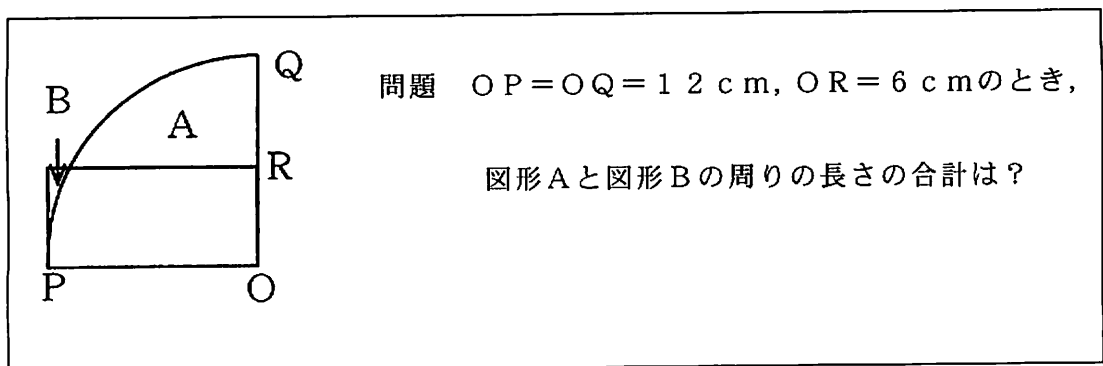 Q
B
A
R
P
O
問題 OP=OQ=12cm,OR=6cmのとき,
図形Aと図形Bの周りの長さの合計は?